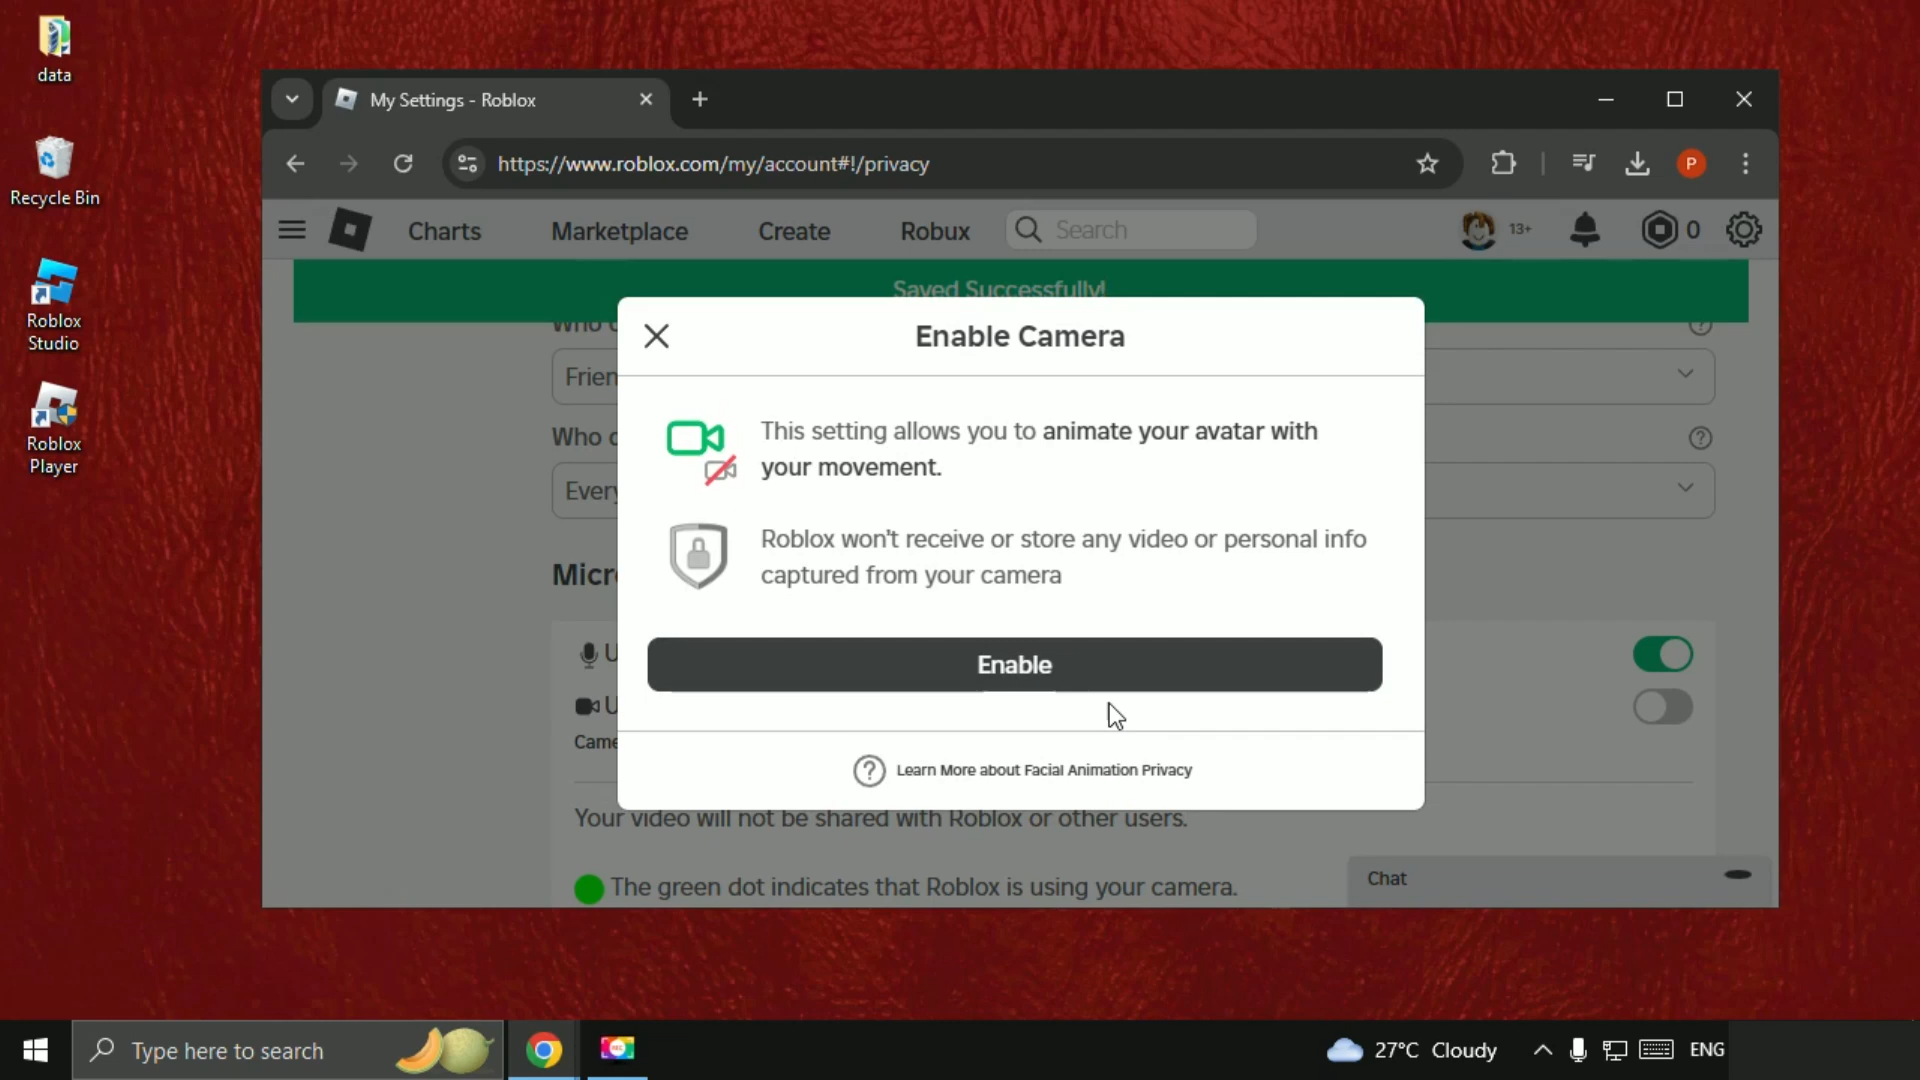 data
Recycle Bin
Roblox
Studio
Roblox
Player
My Settings - Roblox
https://www.roblox.com/my/account#!/privacy
P
Charts
Marketplace
Create
Robux
Search
13+
0
Saved Successfully!
Who c
Enable Camera
Frien
This setting allows you to animate your avatar with
your movement.
Who c
Every
Roblox won't receive or store any video or personal info
captured from your camera
Micro
U
Enable
U
Came
Learn More about Facial Animation Privacy
Your video will not be shared with Roblox or other users.
The green dot indicates that Roblox is using your camera.
Chat
Type here to search
27°C Cloudy
ENG